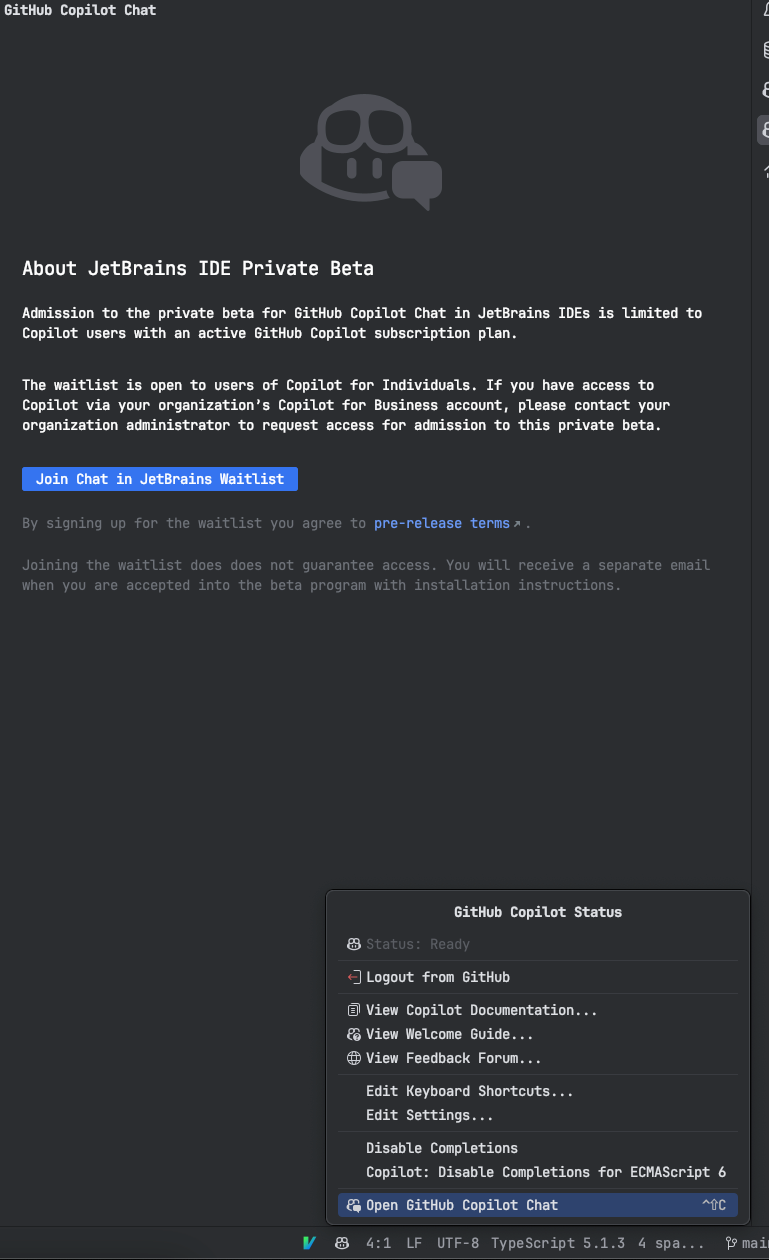 GitHub Copilot Chat
About JetBrains IDE Private Beta
Admission to the private beta for GitHub Copilot Chat in JetBrains IDEs is limited to
Copilot users with an active GitHub Copilot subscription plan.
The waitlist is open to users of Copilot for Individuals. If you have access to
Copilot via your organization’s Copilot for Business account, please contact your
organization administrator to request access for admission to this private beta.
Join Chat in JetBrains Waitlist
By signing up for the waitlist you agree to pre-release terms↗.
Joining the waitlist does does not guarantee access. You will receive a separate email
when you are accepted into the beta program with installation instructions.
GitHub Copilot Status
Status: Ready
Logout from GitHub
View Copilot Documentation...
View Welcome Guide...
View Feedback Forum...
Edit Keyboard Shortcuts...
Edit Settings...
Disable Completions
Copilot: Disable Completions for ECMAScript 6
Open GitHub Copilot Chat ^⇧C
4:1 LF UTF-8 TypeScript 5.1.3 4 spa...